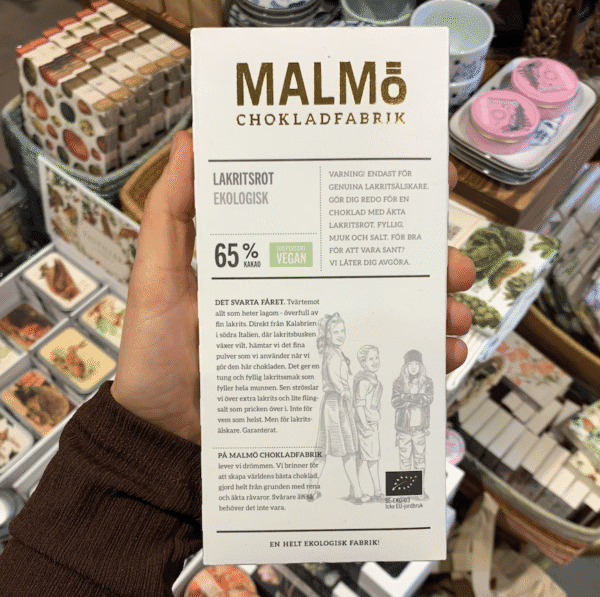 MALMÖ
CHOKLADFABRIK
LAKRITSROT
EKOLOGISK
65%
KAKAO
100 PERCENT
VEGAN
VARNING! ENDAST FÖR
GENUINA LAKRITSÄLSKARE.
GÖR DIG REDO FÖR EN
CHOKLAD MED ÄKTA
LAKRITSROT. FYLLIG,
MJUK OCH SALT. FÖR BRA
FÖR ATT VARA SANT?
VI LÅTER DIG AVGÖRA.
DET SVARTA FÅRET. Tvärtemot
allt som heter lagom - överfull av
fin lakrits. Direkt från Kalabrien
i södra Italien, där lakritsbusken
växer vilt, hämtar vi det fina
pulver som vi använder när vi
gör den här chokladen. Det ger en
tung och fyllig lakritssmak som
fyller hela munnen. Sen strösslar
vi över extra lakrits och lite fling-
salt som pricken över i. Inte för
vem som helst. Men för lakrits-
älskare. Garanterat.
PÅ MALMÖ CHOKLADFABRIK
lever vi drömmen. Vi brinner för
att skapa världens bästa choklad,
gjord helt från grunden med rena
och äkta råvaror. Svårare än så
behöver det inte vara.
SE-EKO-03
Icke EU-jordbruk
EN HELT EKOLOGISK FABRIK!